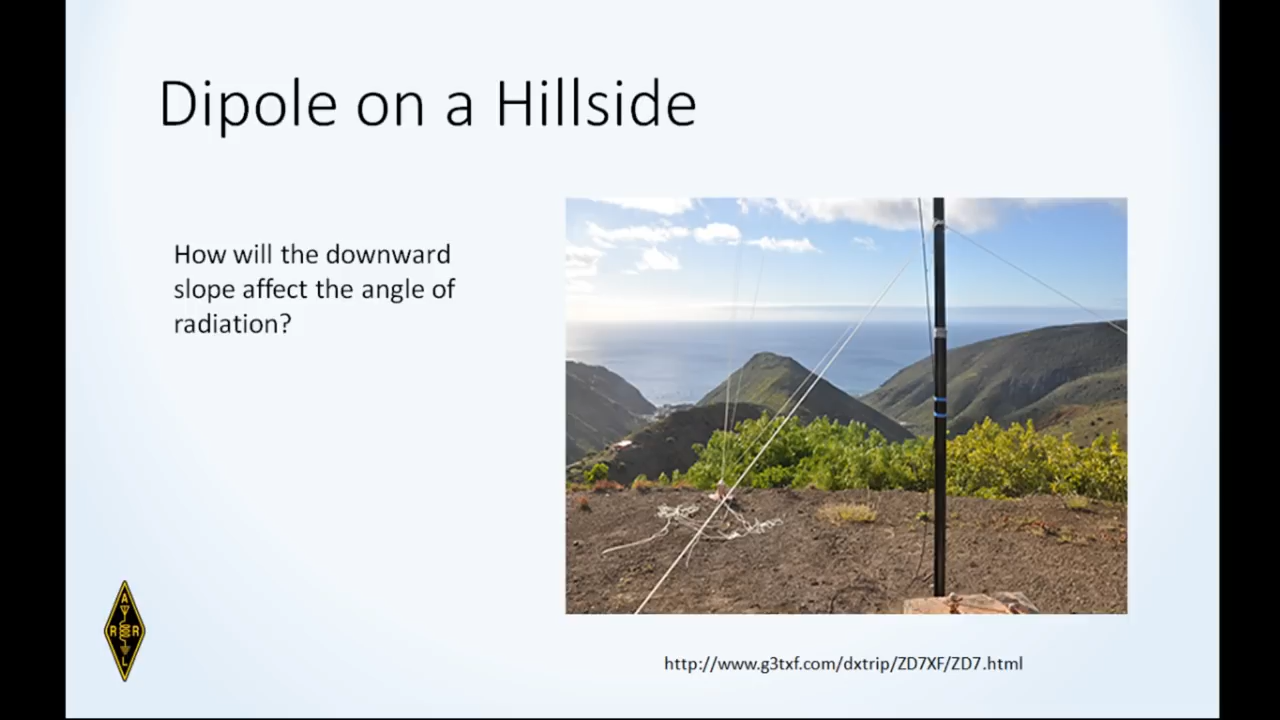 Dipole on a Hillside
How will the downward
slope affect the angle of
radiation?
A
R R
L
http://www.g3txf.com/dxtrip/ZD7XF/ZD7.html